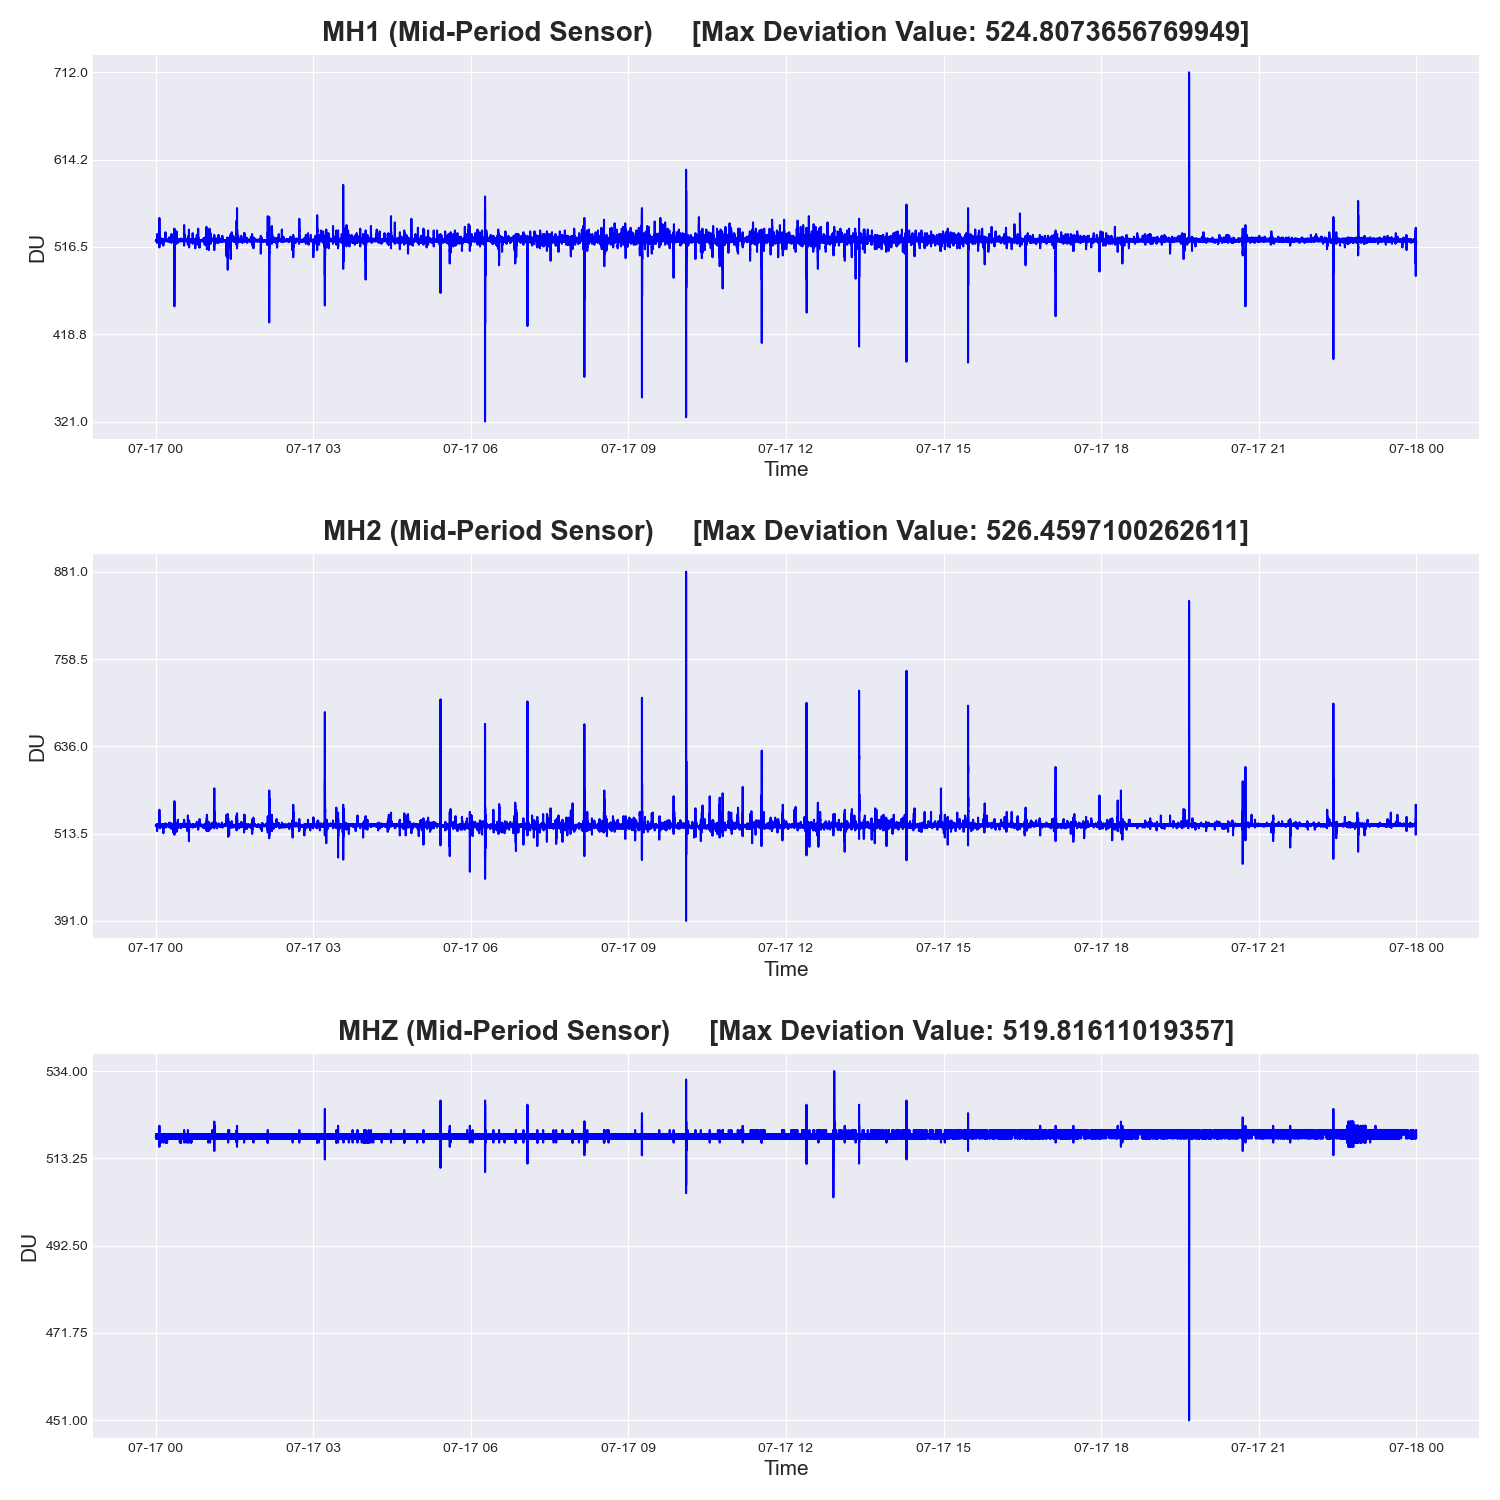 MH1 (Mid-Period Sensor) [Max Deviation Value: 524.8073656769949]
712.0
614.2
516.5
418.8
321.0
DU
07-17 00 07-17 03 07-17 06 07-17 09 07-17 12 07-17 15 07-17 18 07-17 21 07-18 00
Time
MH2 (Mid-Period Sensor) [Max Deviation Value: 526.4597100262611]
881.0
758.5
636.0
513.5
391.0
DU
07-17 00 07-17 03 07-17 06 07-17 09 07-17 12 07-17 15 07-17 18 07-17 21 07-18 00
Time
MHZ (Mid-Period Sensor) [Max Deviation Value: 519.81611019357]
534.00
513.25
492.50
471.75
451.00
DU
07-17 00 07-17 03 07-17 06 07-17 09 07-17 12 07-17 15 07-17 18 07-17 21 07-18 00
Time